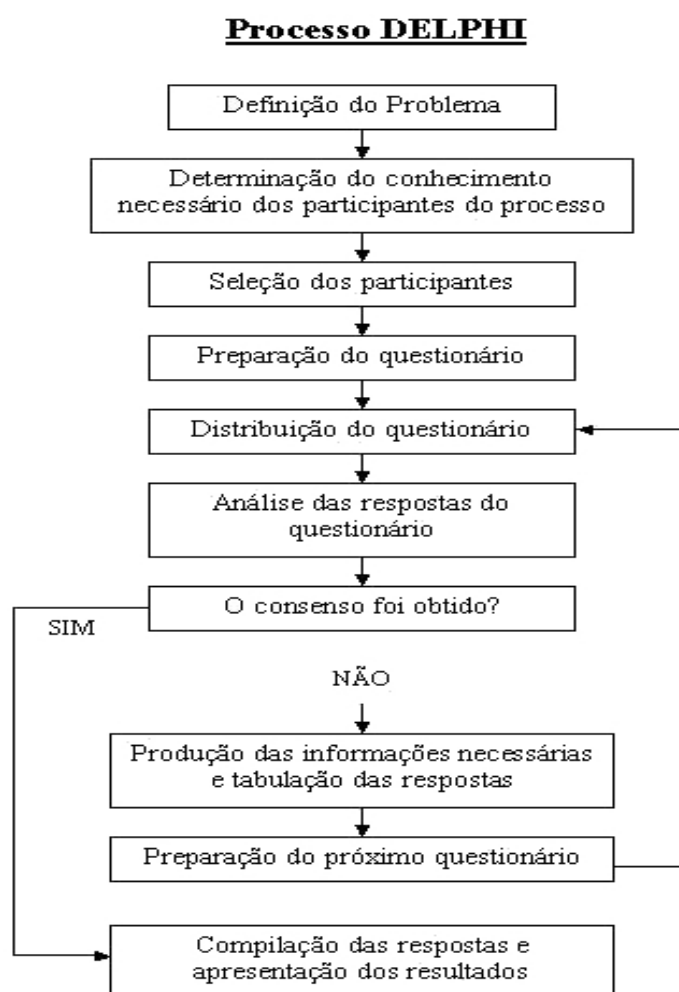 Processo DELPHI
Definição do Problema
Determinação do conhecimento
necessário dos participantes do processo
Seleção dos participantes
Preparação do questionário
Distribuição do questionário
Análise das respostas do
questionário
O consenso foi obtido?
SIM
NÃO
Produção das informações necessárias
e tabulação das respostas
Preparação do próximo questionário
Compilação das respostas e
apresentação dos resultados